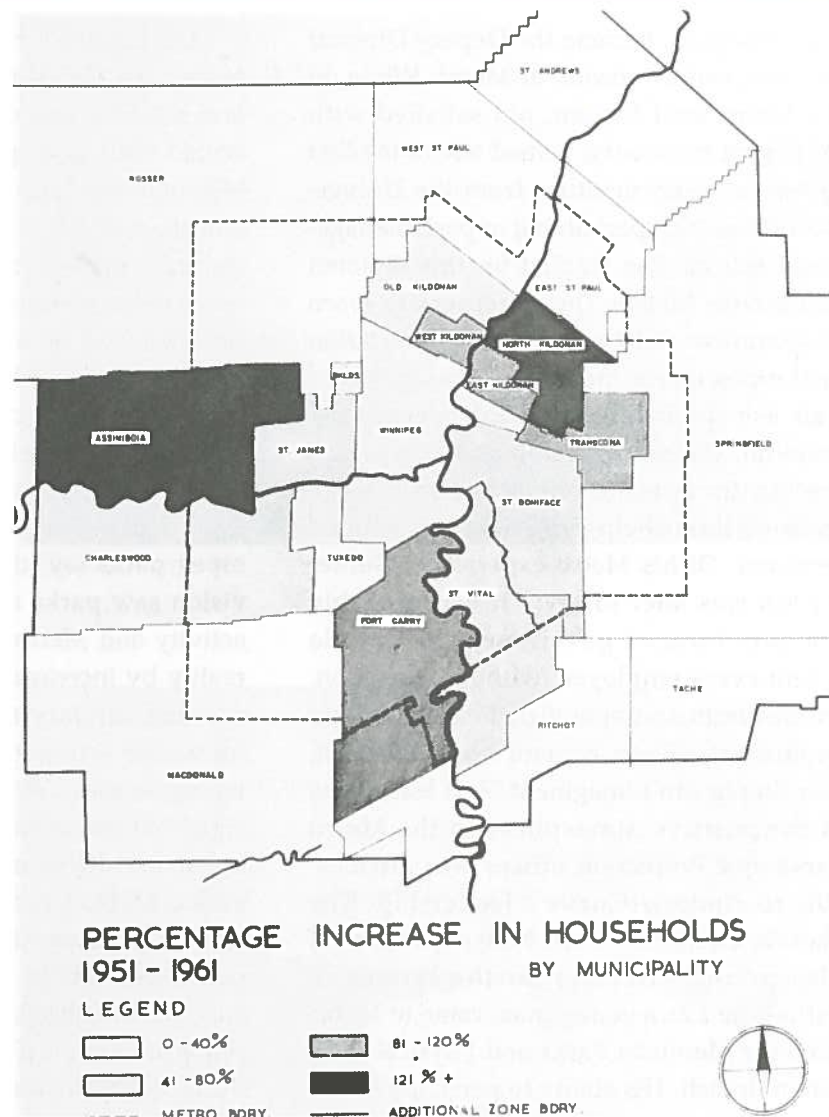 ST ANDREWS
WEST ST PAUL
ROSSER
OLD KILDONAN
EAST ST PAUL
WEST KILDONAN
NORTH KILDONAN
BKLDS.
EAST KILDONAN
ASSINIBOIA
WINNIPEG
ST. JAMES
TRANSCONA
SPRINGFIELD
ST. BONIFACE
CHARLESWOOD
TUXEDO
ST. VITAL
FORT GARRY
TACHE
RITCHOT
MACDONALD
PERCENTAGE INCREASE IN HOUSEHOLDS
1951 - 1961 BY MUNICIPALITY
LEGEND
0 - 40% 81 - 120%
41 - 80% 121 % +
METRO BDRY. ADDITIONAL ZONE BDRY.